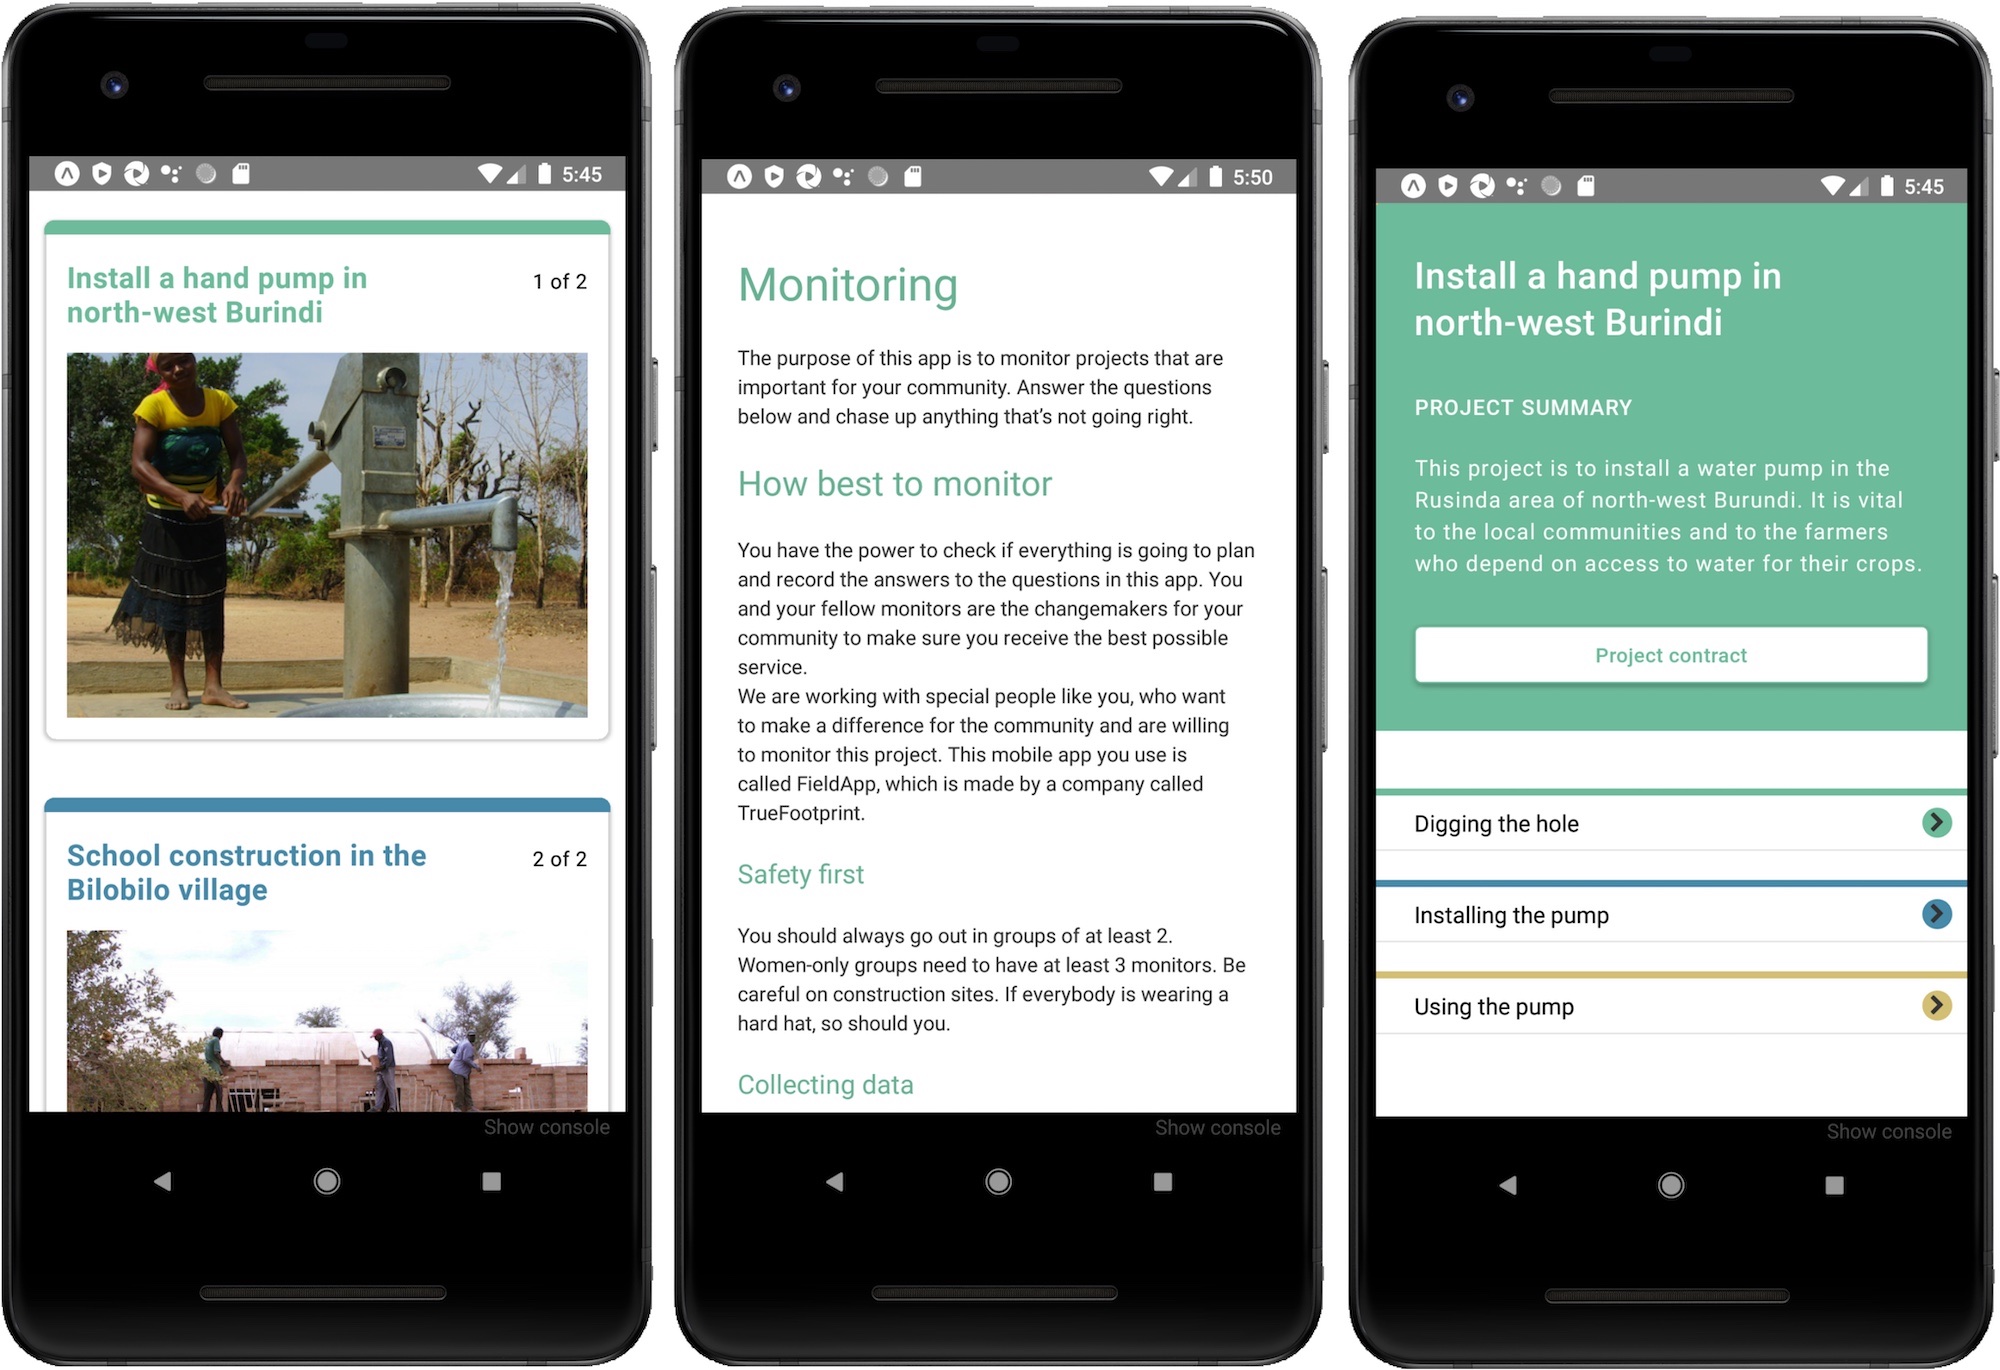 5:45
Install a hand pump in
1 of 2
north-west Burindi
School construction in the
2 of 2
Bilobilo village
Show console
5:50
Monitoring
The purpose of this app is to monitor projects that are
important for your community. Answer the questions
below and chase up anything that’s not going right.
How best to monitor
You have the power to check if everything is going to plan
and record the answers to the questions in this app. You
and your fellow monitors are the changemakers for your
community to make sure you receive the best possible
service.
We are working with special people like you, who want
to make a difference for the community and are willing
to monitor this project. This mobile app you use is
called FieldApp, which is made by a company called
TrueFootprint.
Safety first
You should always go out in groups of at least 2.
Women-only groups need to have at least 3 monitors. Be
careful on construction sites. If everybody is wearing a
hard hat, so should you.
Collecting data
Show console
5:45
Install a hand pump in
north-west Burindi
PROJECT SUMMARY
This project is to install a water pump in the
Rusinda area of north-west Burundi. It is vital
to the local communities and to the farmers
who depend on access to water for their crops.
Project contract
Digging the hole
Installing the pump
Using the pump
Show console